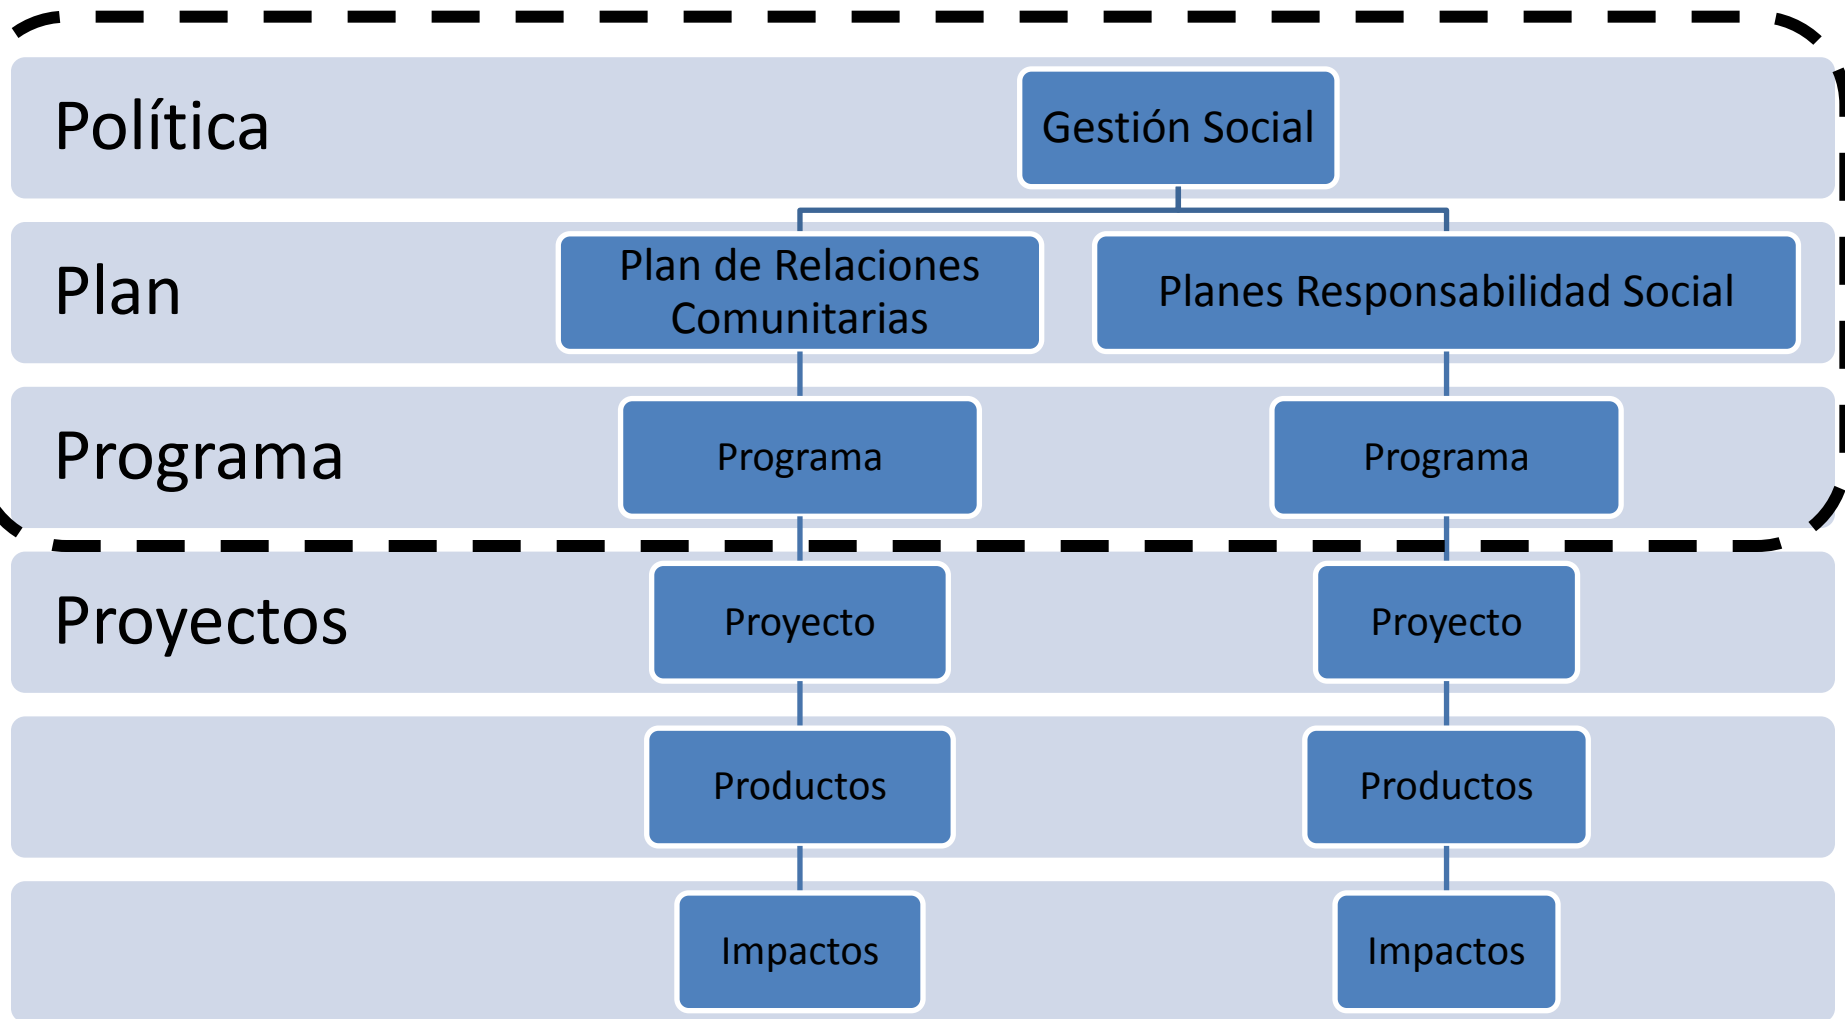 Política
Gestión Social
Plan
Plan de Relaciones
Comunitarias
Planes Responsabilidad Social
Programa
Programa
Programa
Proyectos
Proyecto
Proyecto
Productos
Productos
Impactos
Impactos